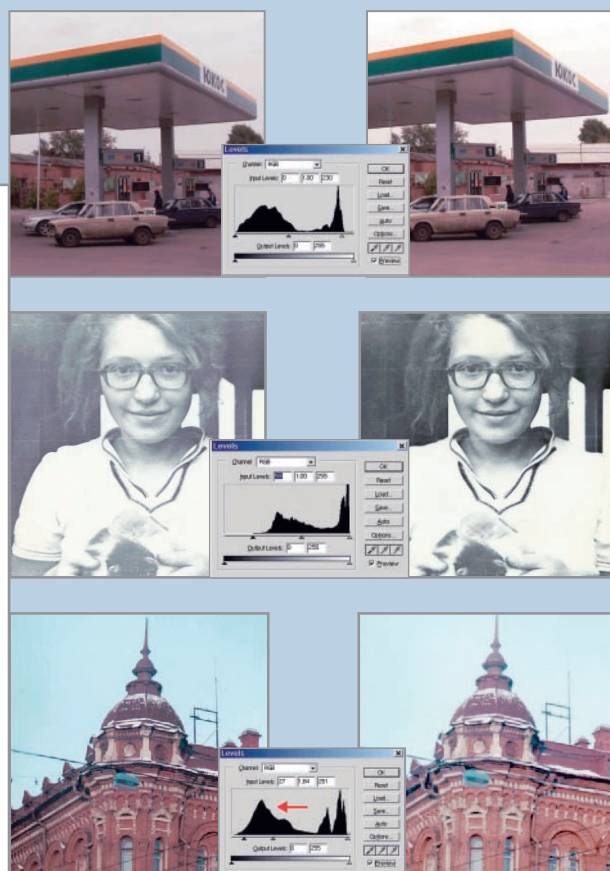 ЮКОС
ЮКОС
Levels
Channel: RGB
Input Levels: 0 1.00 230
Output Levels: 0 255
OK
Reset
Load...
Save...
Auto
Options...
Preview
Levels
Channel: RGB
Input Levels: 1.00 255
Output Levels: 0 255
OK
Reset
Load...
Save...
Auto
Options...
Preview
Levels
Channel: RGB
Input Levels: 27 1.64 251
Output Levels: 0 255
OK
Reset
Load...
Save...
Auto
Options...
Preview